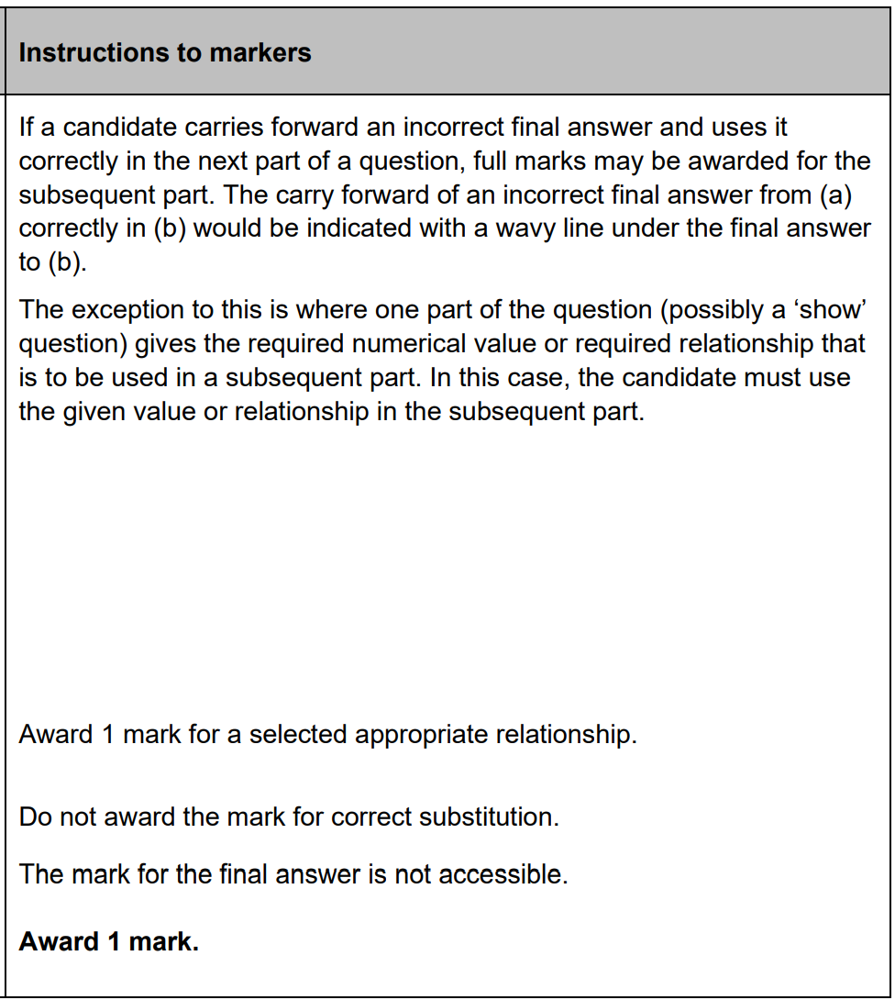 Instructions to markers
If a candidate carries forward an incorrect final answer and uses it
correctly in the next part of a question, full marks may be awarded for the
subsequent part. The carry forward of an incorrect final answer from (a)
correctly in (b) would be indicated with a wavy line under the final answer
to (b).
The exception to this is where one part of the question (possibly a ‘show’
question) gives the required numerical value or required relationship that
is to be used in a subsequent part. In this case, the candidate must use
the given value or relationship in the subsequent part.
Award 1 mark for a selected appropriate relationship.
Do not award the mark for correct substitution.
The mark for the final answer is not accessible.
Award 1 mark.